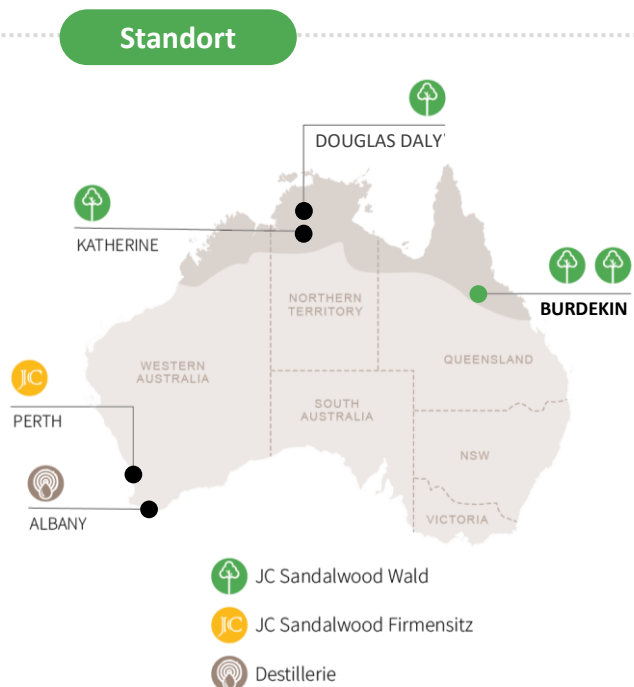 Standort
DOUGLAS DALY
KATHERINE
NORTHERN
TERRITORY
BURDEKIN
WESTERN
AUSTRALIA
QUEENSLAND
JC
PERTH
SOUTH
AUSTRALIA
NSW
ALBANY
VICTORIA
JC Sandalwood Wald
JC JC Sandalwood Firmensitz
Destillerie